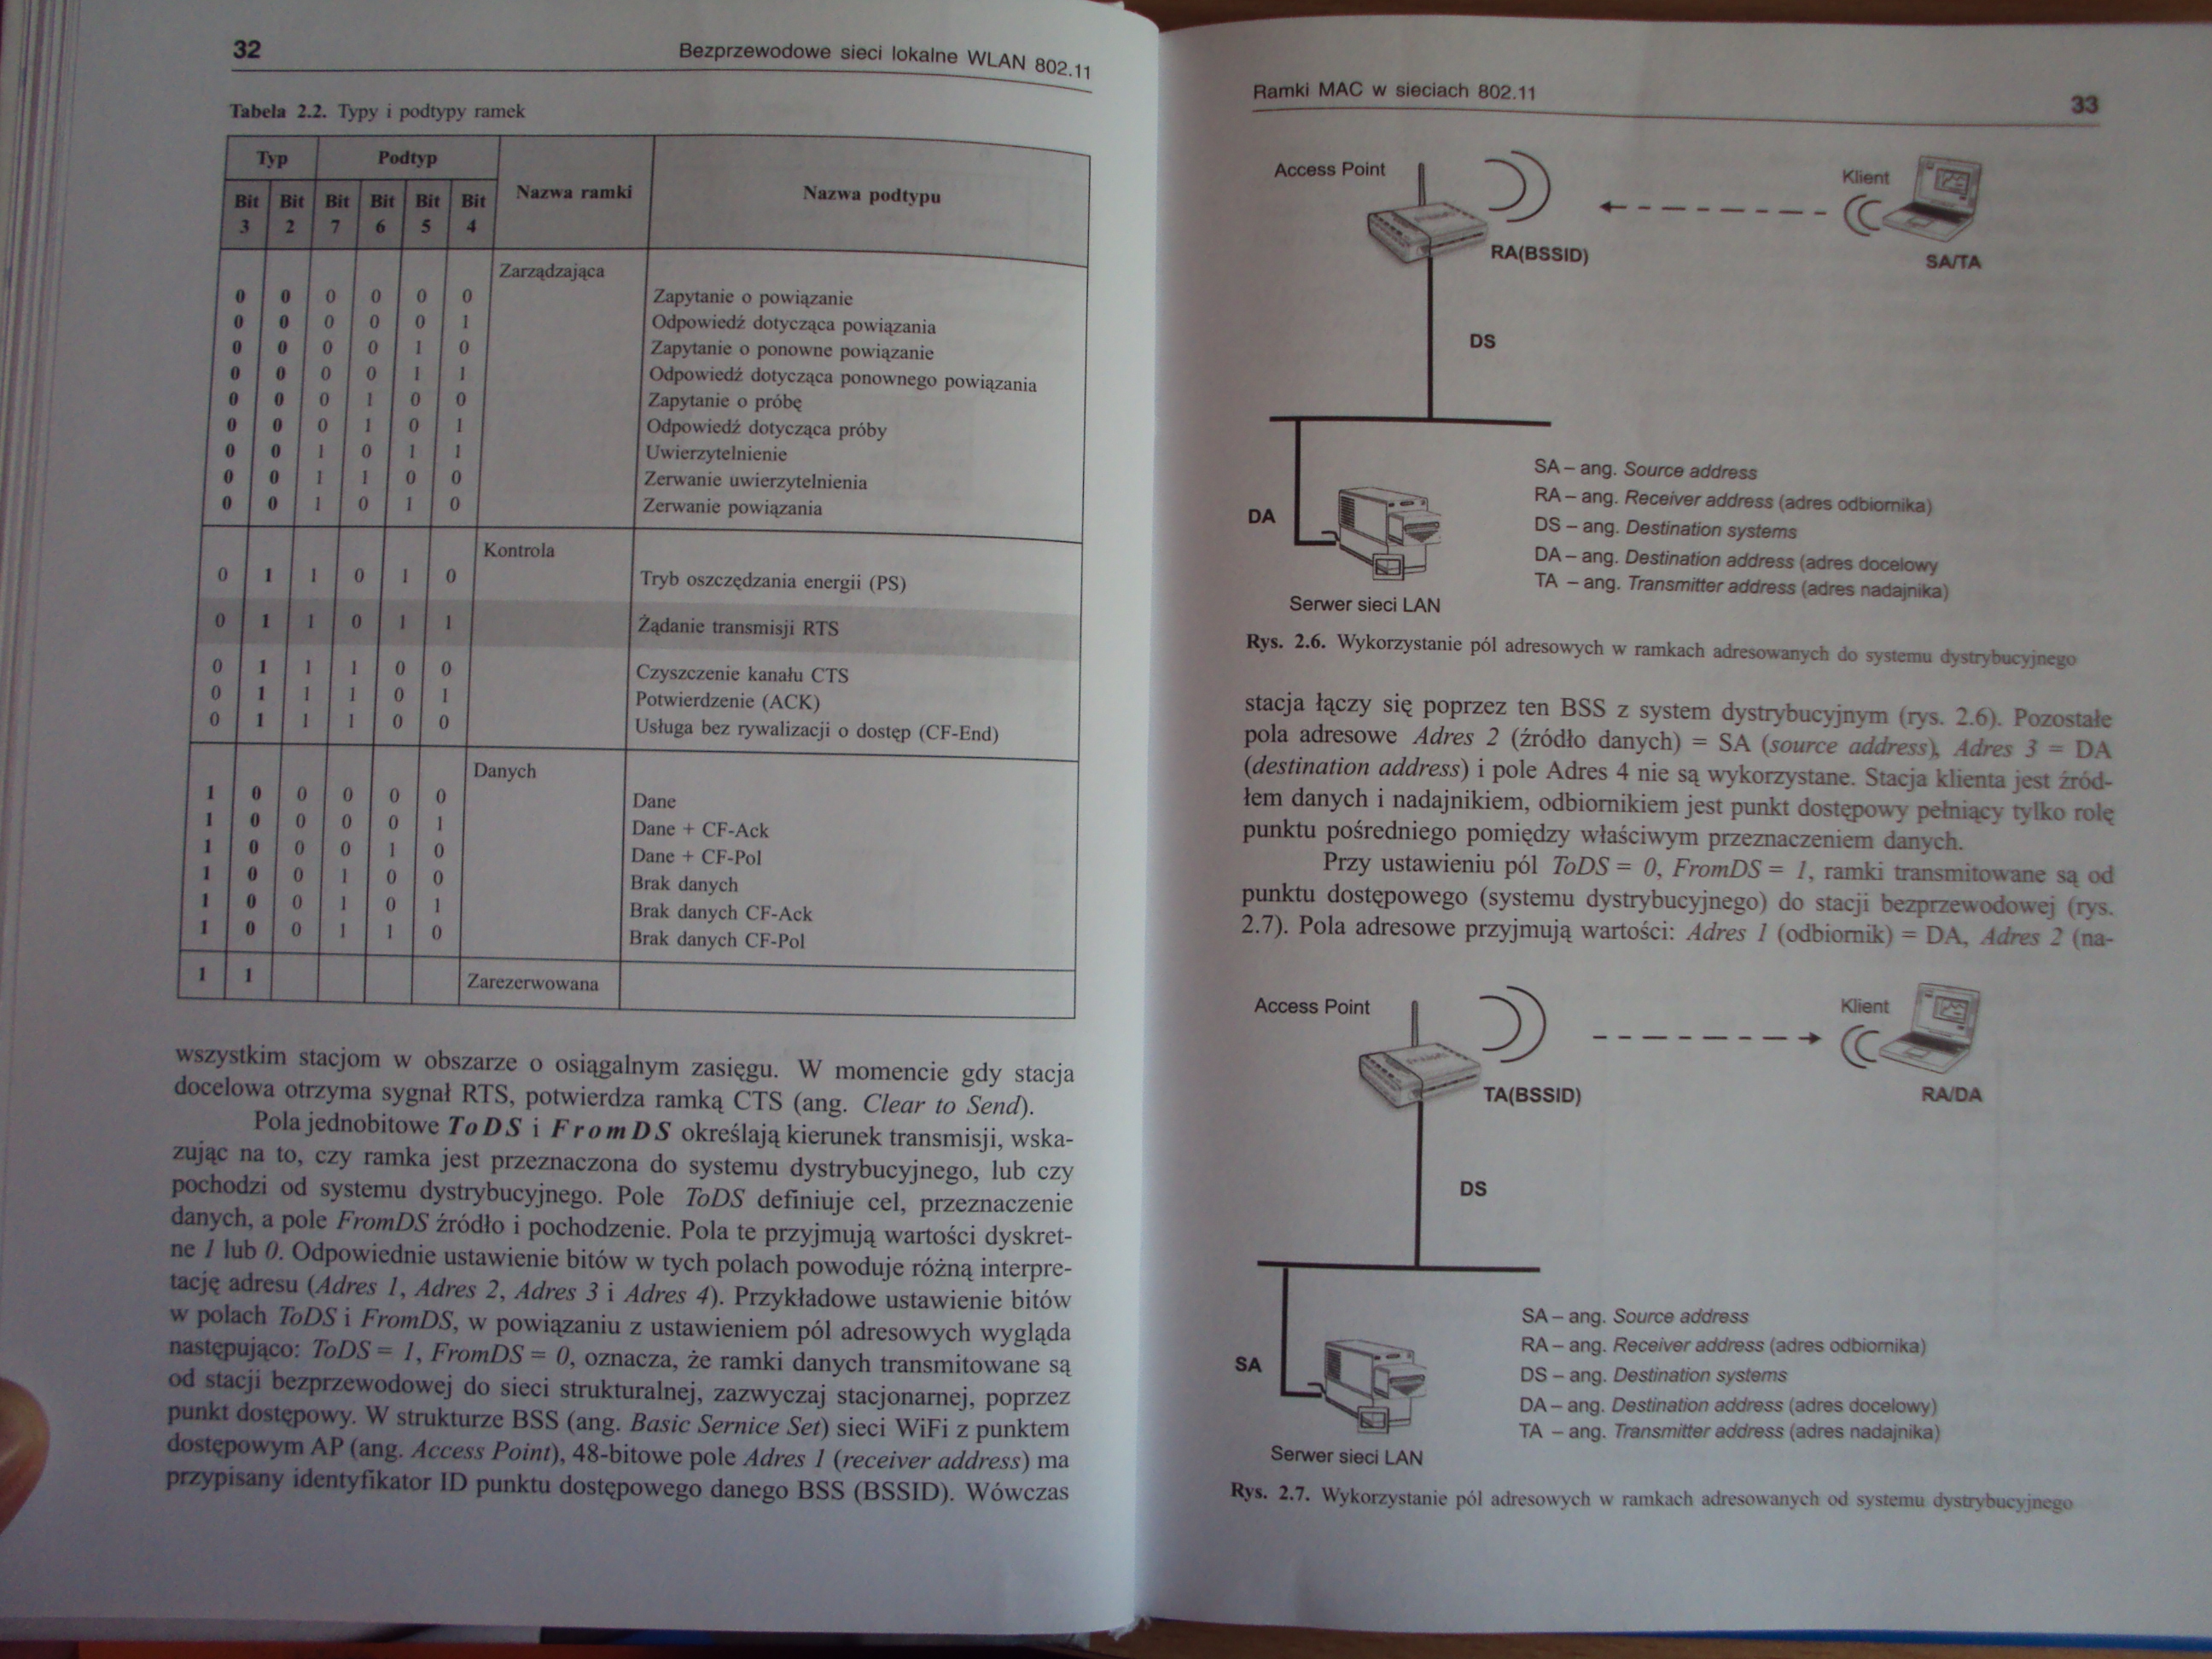 32
Bezprzewodowe sieci lokalne WLAN 802.11
Tabela 2.2. Typy i podtypy ramek
Typ Podtyp Nazwa ramki Nazwa podtypu
Bit 3 Bit 2 Bit 7 Bit 6 Bit 5 Bit 4
Zarządzająca
0 0 0 0 0 0 Zapytanie o powiązanie
0 0 0 0 0 1 Odpowiedź dotycząca powiązania
0 0 0 0 1 0 Zapytanie o ponowne powiązanie
0 0 0 0 1 1 Odpowiedź dotycząca ponownego powiązania
0 0 0 1 0 0 Zapytanie o próbę
0 0 0 1 0 1 Odpowiedź dotycząca próby
0 0 1 0 1 1 Uwierzytelnienie
0 0 1 1 0 0 Zerwanie uwierzytelnienia
0 0 1 0 1 0 Zerwanie powiązania
Kontrola
0 1 1 0 1 0 Tryb oszczędzania energii (PS)
0 1 1 0 1 1 Żądanie transmisji RTS
0 1 1 1 0 0 Czyszczenie kanału CTS
0 1 1 1 0 1 Potwierdzenie (ACK)
0 1 1 1 0 0 Usługa bez rywalizacji o dostęp (CF-End)
Danych
1 0 0 0 0 0 Dane
1 0 0 0 0 1 Dane + CF-Ack
1 0 0 0 1 0 Dane + CF-Pol
1 0 0 1 0 0 Brak danych
1 0 0 1 0 1 Brak danych CF-Ack
1 0 0 1 1 0 Brak danych CF-Pol
1 1 Zarezerwowana
wszystkim stacjom w obszarze o osiągalnym zasięgu. W momencie gdy stacja
docelowa otrzyma sygnał RTS, potwierdza ramką CTS (ang. Clear to Send).
Pola jednobitowe ToDS i FromDS określają kierunek transmisji, wska-
zując na to, czy ramka jest przeznaczona do systemu dystrybucyjnego, lub czy
pochodzi od systemu dystrybucyjnego. Pole ToDS definiuje cel, przeznaczenie
danych, a pole FromDS źródło i pochodzenie. Pola te przyjmują wartości dyskret-
ne 1 lub 0. Odpowiednie ustawienie bitów w tych polach powoduje różną interpre-
tację adresu (Adres 1, Adres 2, Adres 3 i Adres 4). Przykładowe ustawienie bitów
w polach ToDS i FromDS, w powiązaniu z ustawieniem pól adresowych wygląda
następująco: ToDS = 1, FromDS = 0, oznacza, że ramki danych transmitowane są
od stacji bezprzewodowej do sieci strukturalnej, zazwyczaj stacjonarnej, poprzez
punkt dostępowy. W strukturze BSS (ang. Basic Sernice Set) sieci WiFi z punktem
dostępowym AP (ang. Access Point), 48-bitowe pole Adres 1 (receiver address) ma
przypisany identyfikator ID punktu dostępowego danego BSS (BSSID). Wówczas
Ramki MAC w sieciach 802.11
33
Access Point
Klient
RA(BSSID)
SA/TA
DS
DA
SA – ang. Source address
RA – ang. Receiver address (adres odbiornika)
DS – ang. Destination systems
DA – ang. Destination address (adres docelowy
TA – ang. Transmitter address (adres nadajnika)
Serwer sieci LAN
Rys. 2.6. Wykorzystanie pól adresowych w ramkach adresowanych do systemu dystrybucyjnego
stacja łączy się poprzez ten BSS z system dystrybucyjnym (rys. 2.6). Pozostałe
pola adresowe Adres 2 (źródło danych) = SA (source address), Adres 3 = DA
(destination address) i pole Adres 4 nie są wykorzystane. Stacja klienta jest źród-
łem danych i nadajnikiem, odbiornikiem jest punkt dostępowy pełniący tylko rolę
punktu pośredniego pomiędzy właściwym przeznaczeniem danych.
Przy ustawieniu pól ToDS = 0, FromDS = 1, ramki transmitowane są od
punktu dostępowego (systemu dystrybucyjnego) do stacji bezprzewodowej (rys.
2.7). Pola adresowe przyjmują wartości: Adres 1 (odbiornik) = DA, Adres 2 (na-
Access Point
Klient
TA(BSSID)
RA/DA
DS
SA
SA – ang. Source address
RA – ang. Receiver address (adres odbiornika)
DS – ang. Destination systems
DA – ang. Destination address (adres docelowy)
TA – ang. Transmitter address (adres nadajnika)
Serwer sieci LAN
Rys. 2.7. Wykorzystanie pól adresowych w ramkach adresowanych od systemu dystrybucyjnego